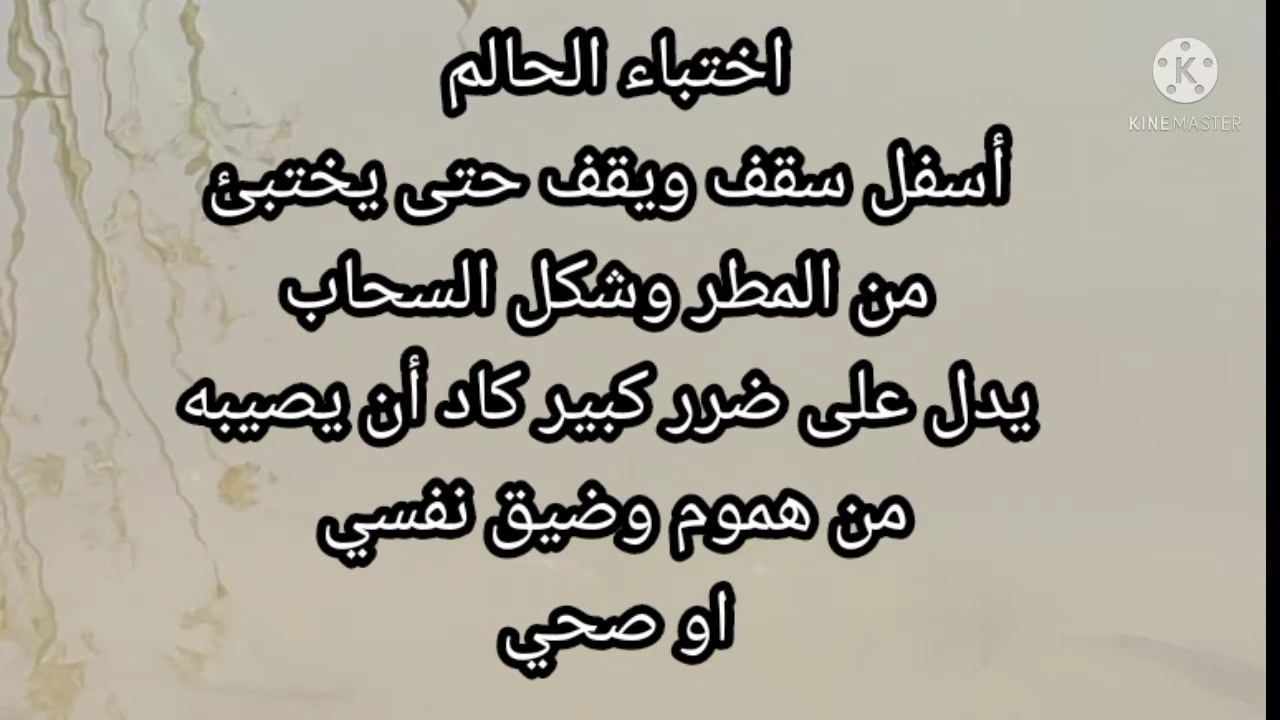 اختباء الحالم
أسفل سقف ويقف حتى يختبئ
من المطر وشكل السحاب
يدل على ضرر كبير كاد أن يصيبه
من هموم وضيق نفسي
او صحي
K
KINEMASTER